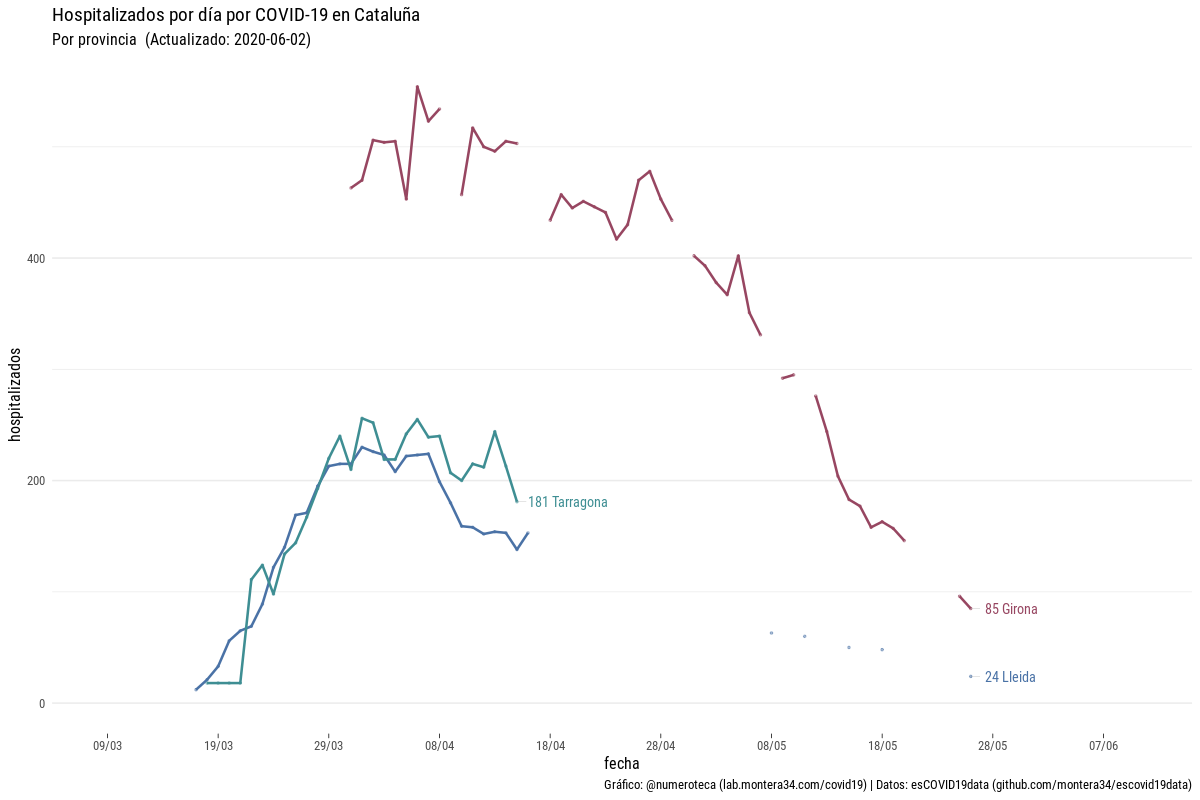 Hospitalizados por día por COVID-19 en Cataluña
Por provincia  (Actualizado: 2020-06-02)
hospitalizados
400
200
0
181 Tarragona
85 Girona
24 Lleida
09/03
19/03
29/03
08/04
18/04
28/04
08/05
18/05
28/05
07/06
fecha
Gráfico: @numeroteca (lab.montera34.com/covid19) | Datos: esCOVID19data (github.com/montera34/escovid19data)